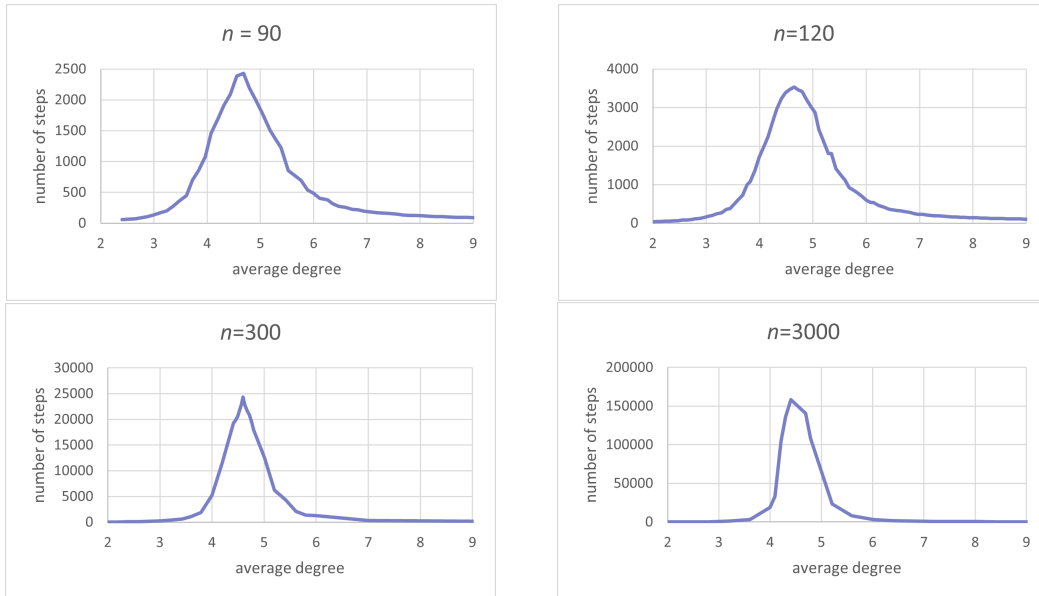 n = 90
number of steps
2500
2000
1500
1000
500
0
2 3 4 5 6 7 8 9
average degree
n=120
number of steps
4000
3000
2000
1000
0
2 3 4 5 6 7 8 9
average degree
n=300
number of steps
30000
25000
20000
15000
10000
5000
0
2 3 4 5 6 7 8 9
average degree
n=3000
number of steps
200000
150000
100000
50000
0
2 3 4 5 6 7 8 9
average degree